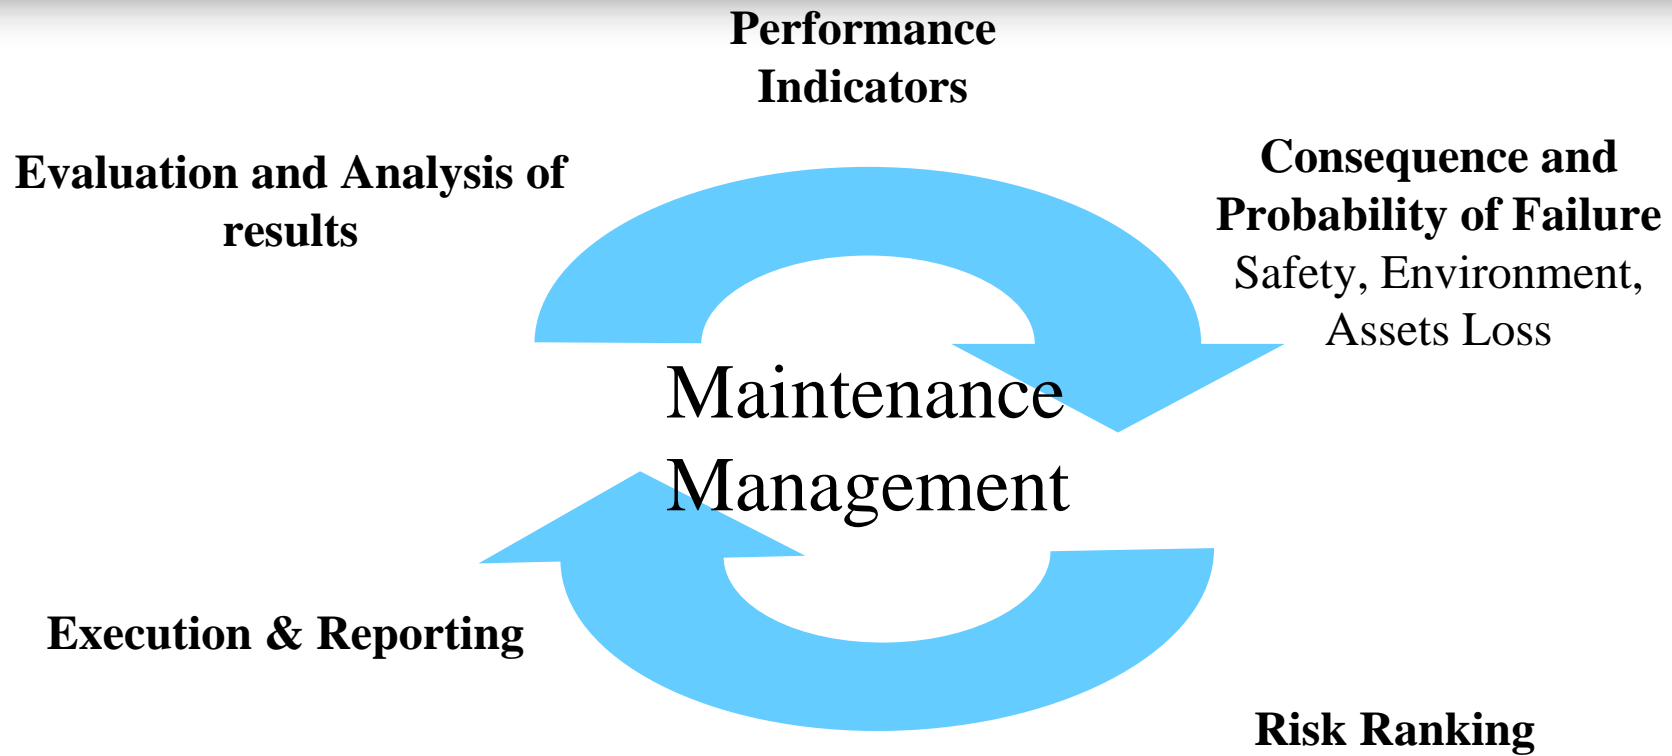 Performance
Indicators
Evaluation and Analysis of
results
Consequence and
Probability of Failure
Safety, Environment,
Assets Loss
Maintenance
Management
Execution & Reporting
Risk Ranking